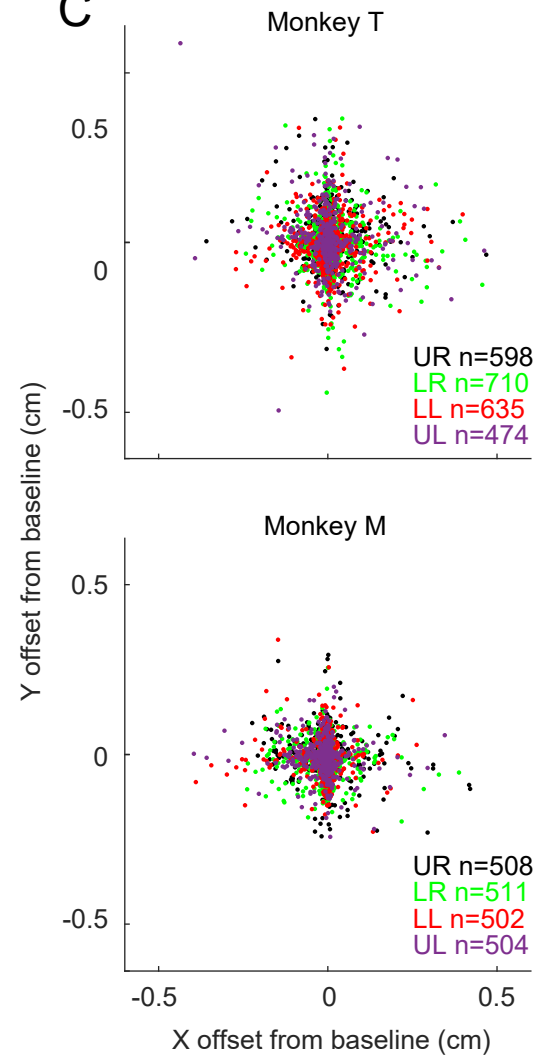 C
Monkey T
0.5
0
-0.5
UR n=598
LR n=710
LL n=635
UL n=474
Y offset from baseline (cm)
Monkey M
0.5
0
-0.5
UR n=508
LR n=511
LL n=502
UL n=504
-0.5 0 0.5
X offset from baseline (cm)